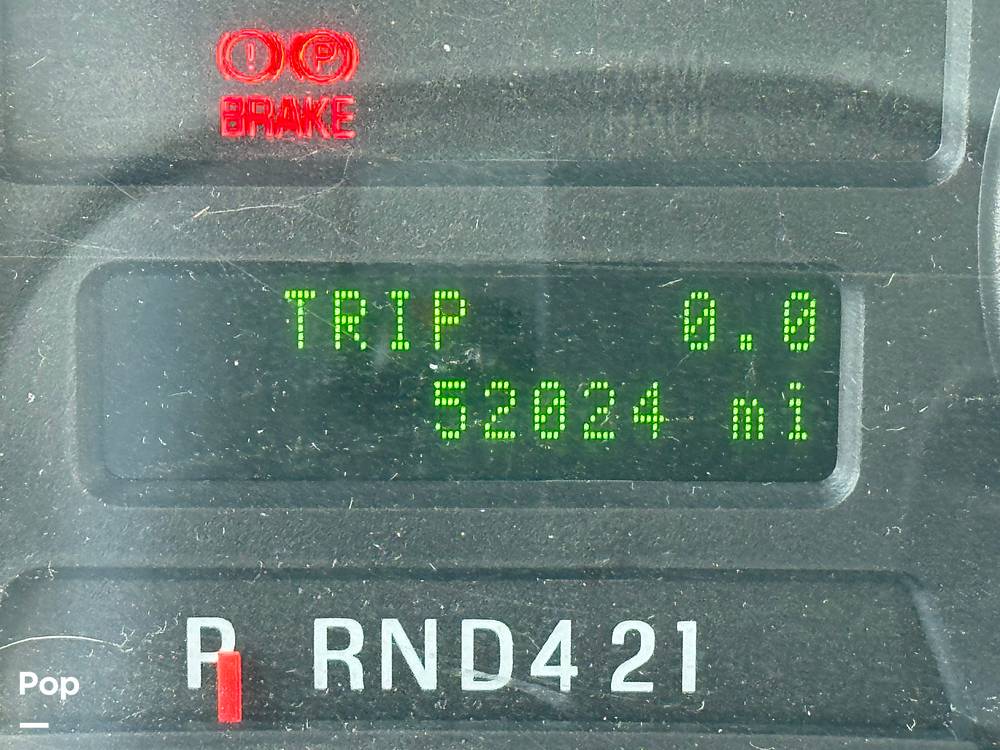 ! P
BRAKE
TRIP 0.0
52024 mi
P RND421
Pop